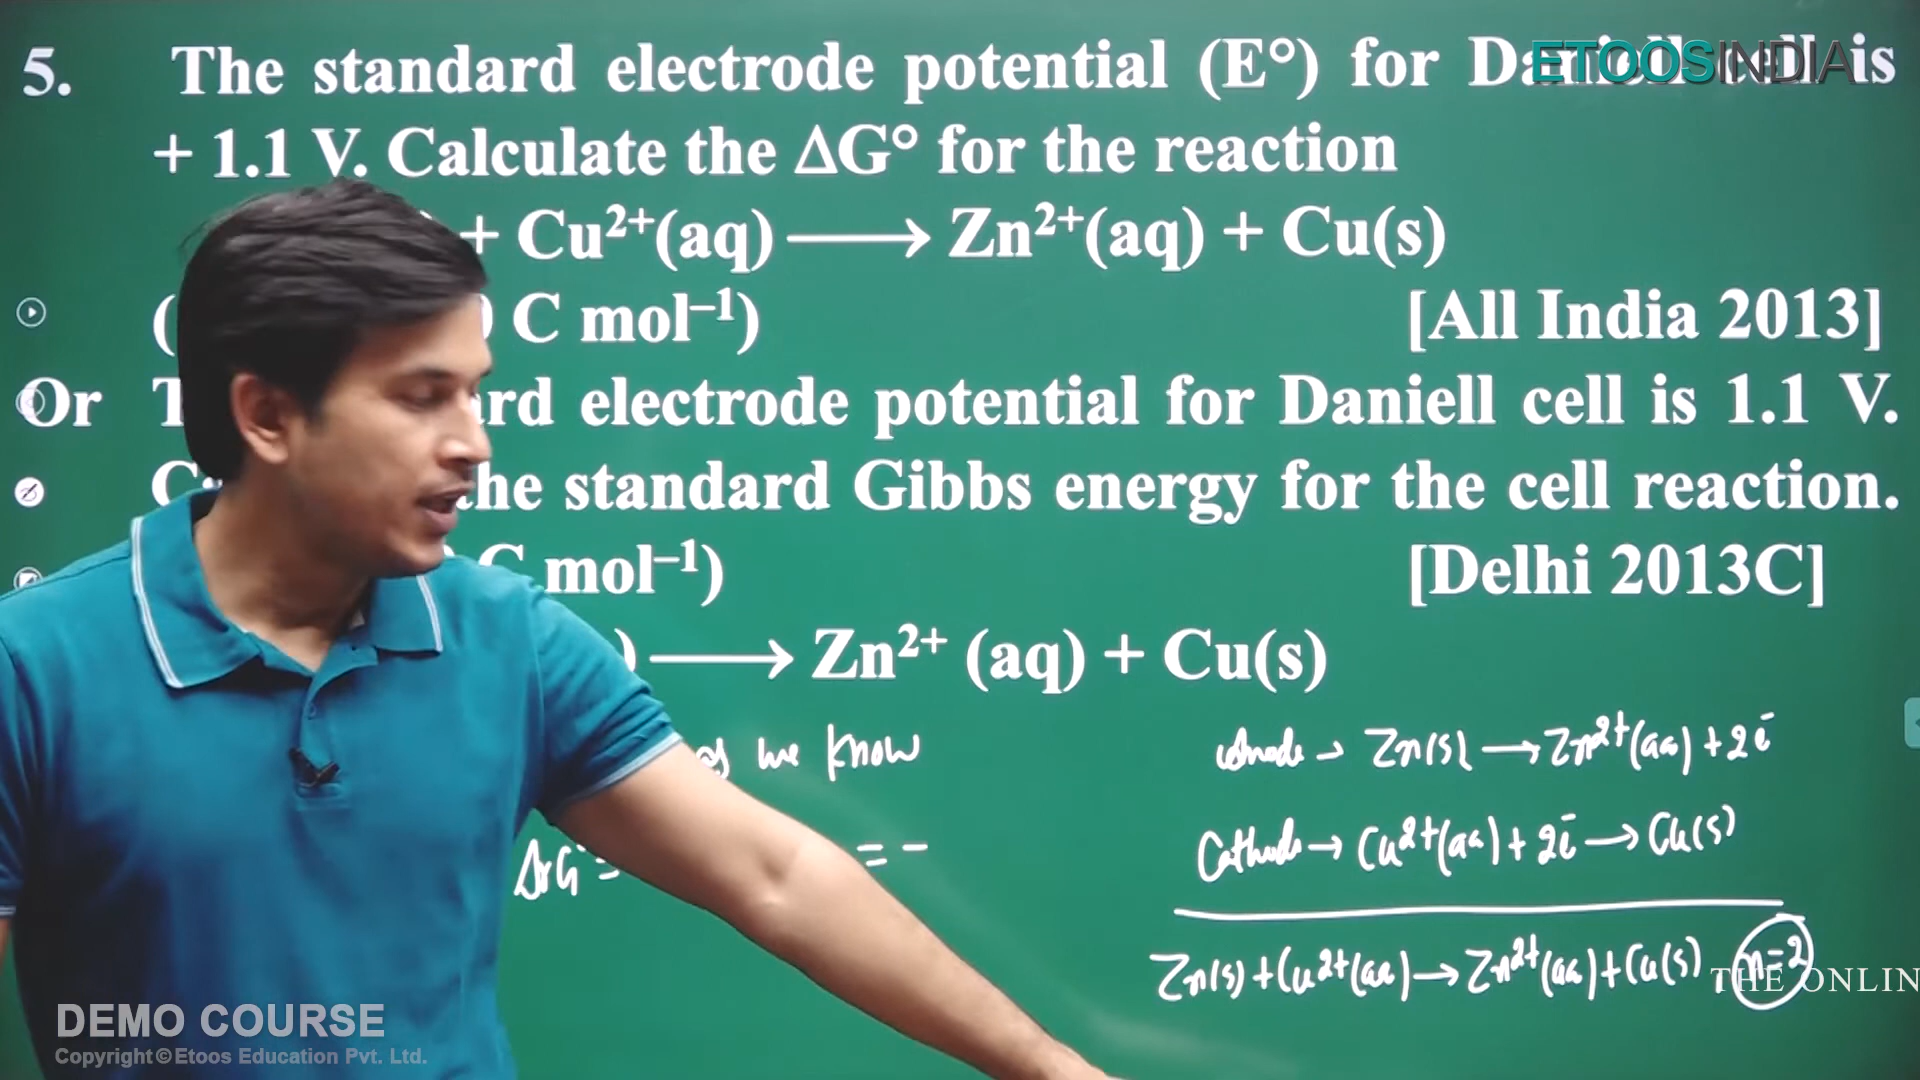 5. The standard electrode potential (E°) for Daniell cell is
ETOOSINDIA
+ 1.1 V. Calculate the ΔG° for the reaction
+ Cu²⁺(aq) ⟶ Zn²⁺(aq) + Cu(s)
( C mol⁻¹) [All India 2013]
Or electrode potential for Daniell cell is 1.1 V.
the standard Gibbs energy for the cell reaction.
C mol⁻¹) [Delhi 2013C]
) ⟶ Zn²⁺ (aq) + Cu(s)
as we know
Anode → Zn(s) ⟶ Zn²⁺(aq) + 2e⁻
ΔrG° = = −
Cathode → Cu²⁺(aq) + 2e⁻ ⟶ Cu(s)
Zn(s) + Cu²⁺(aq) ⟶ Zn²⁺(aq) + Cu(s) n=2
THE ONLIN
DEMO COURSE
Copyright © Etoos Education Pvt. Ltd.